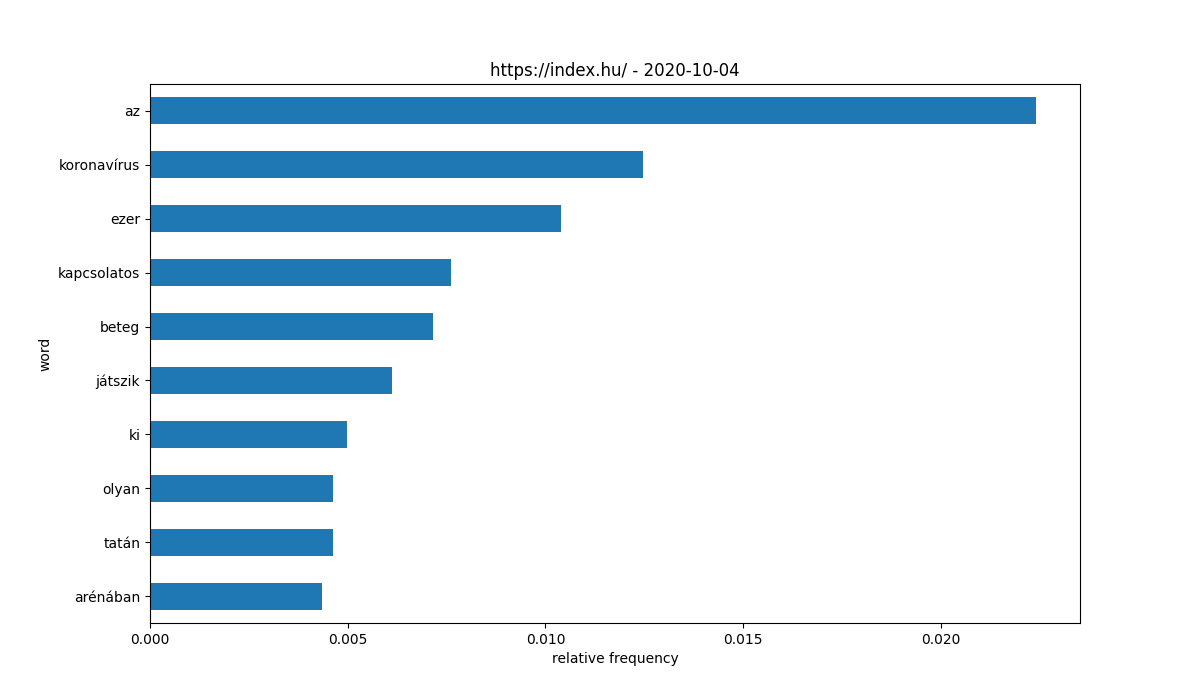 https://index.hu/ - 2020-10-04
az
koronavírus
ezer
kapcsolatos
beteg
játszik
ki
olyan
tatán
arénában
word
0.000 0.005 0.010 0.015 0.020
relative frequency